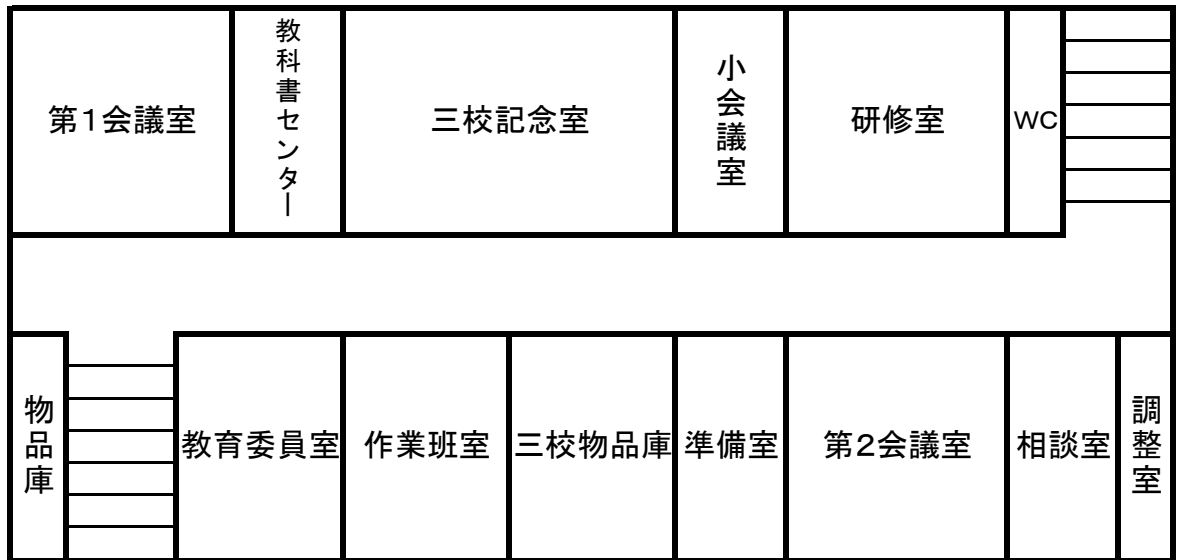 第1会議室
教科書センター
三校記念室
小会議室
研修室
WC
物品庫
教育委員室
作業班室
三校物品庫
準備室
第2会議室
相談室
調整室